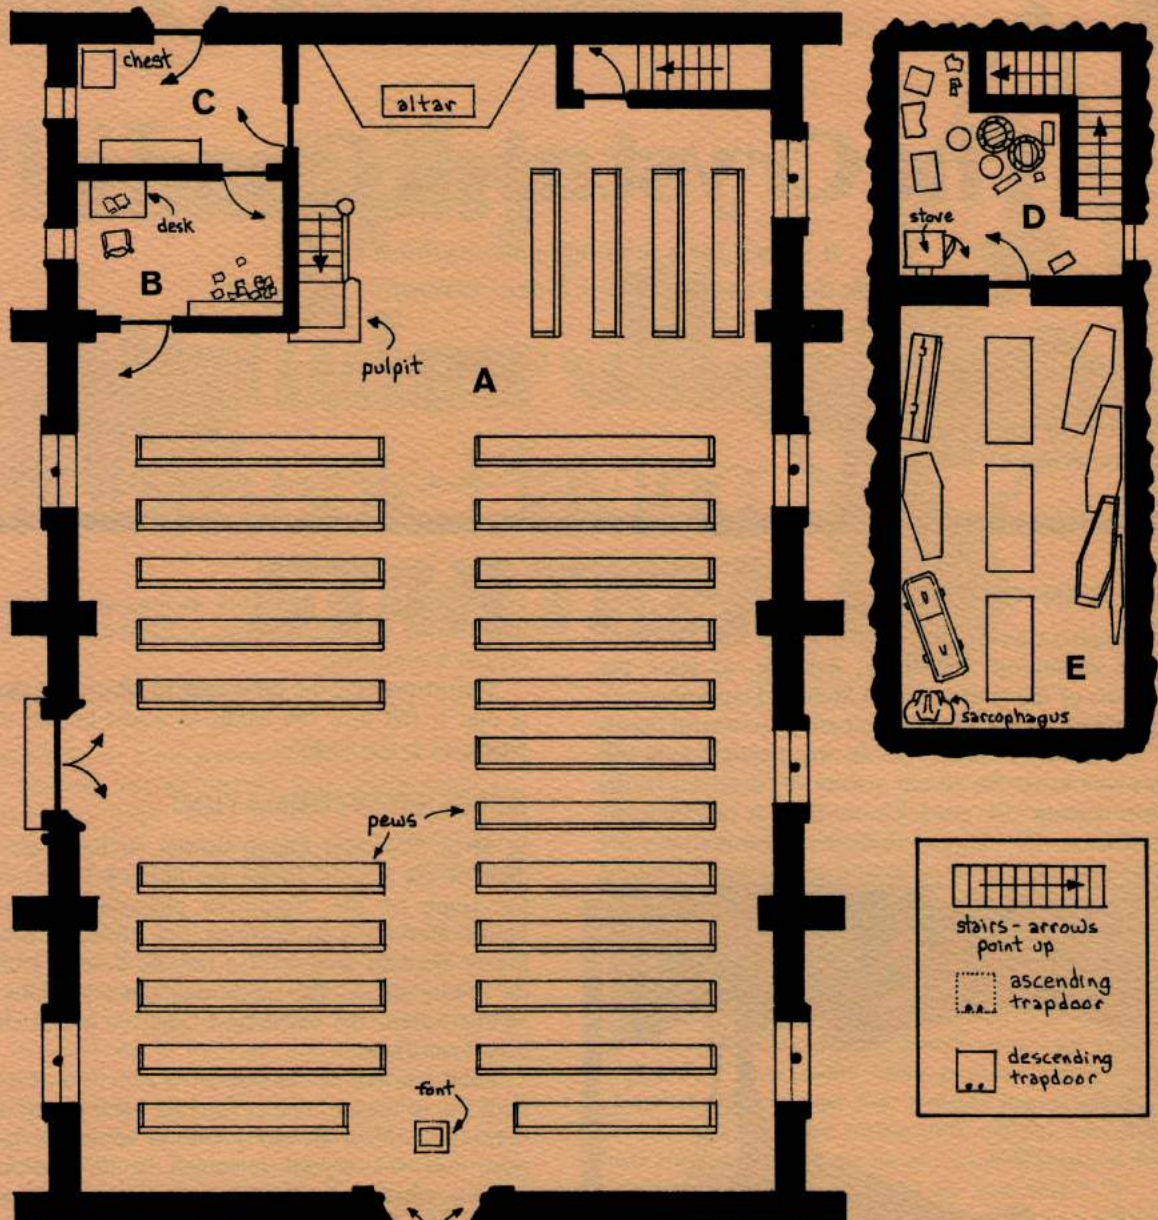 chest
C
altar
desk
B
pulpit
A
pews
font
stove
D
E
sarcophagus
stairs - arrows
point up
ascending
trapdoor
descending
trapdoor